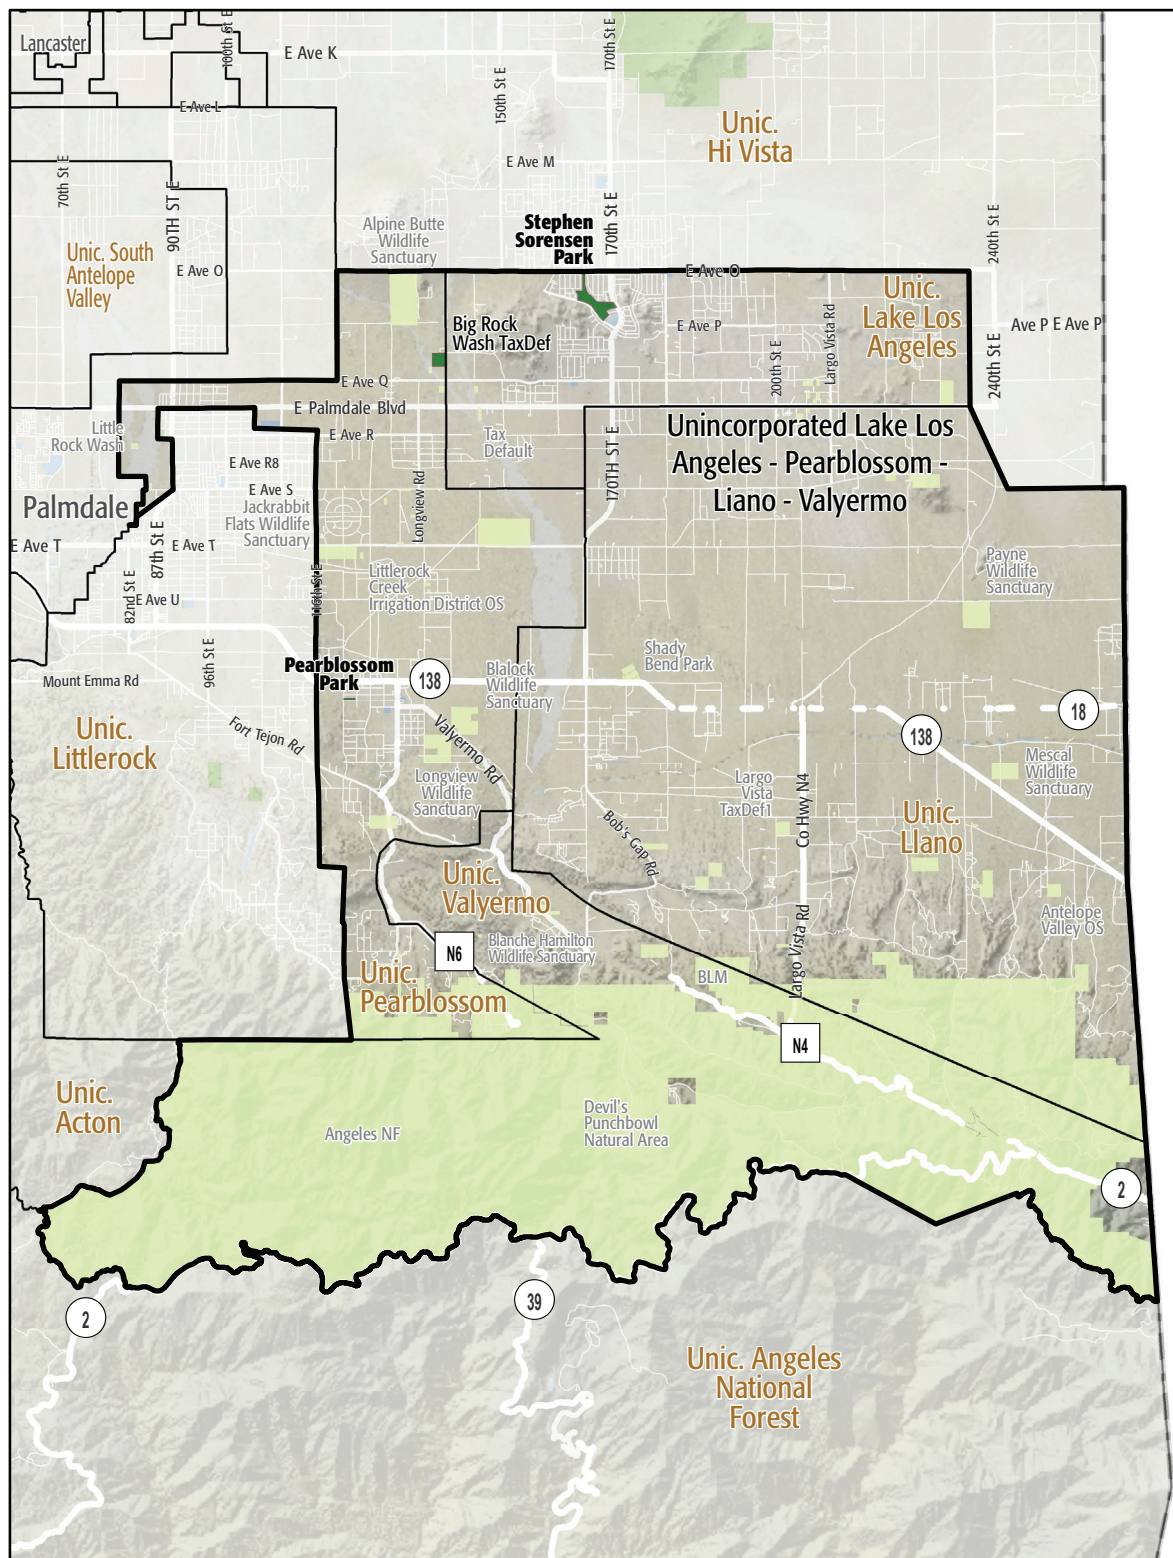 Lancaster
100th St E
E Ave K
170th St E
150th St E
E Ave L
Unic.
Hi Vista
E Ave M
70th St E
90TH ST E
170th St E
Stephen
Sorensen
Park
Alpine Butte
Wildlife
Sanctuary
240th St E
Unic. South
Antelope
Valley
E Ave O
E Ave O
Unic.
Lake Los
Angeles
Big Rock
Wash TaxDef
E Ave P
Largo Vista Rd
Ave P E Ave P
200th St E
240th St E
E Ave Q
E Palmdale Blvd
Little
Rock Wash
E Ave R
Tax
Default
170TH ST E
Unincorporated Lake Los
Angeles - Pearblossom -
Liano - Valyermo
E Ave R8
Longview Rd
E Ave S
Palmdale
Jackrabbit
Flats Wildlife
Sanctuary
E Ave T
87th St E
E Ave T
Payne
Wildlife
Sanctuary
82nd St E
116th St E
Littlerock
Creek
Irrigation District OS
E Ave U
96th St E
Pearblossom
Park
138
Blalock
Wildlife
Sanctuary
Shady
Bend Park
Mount Emma Rd
18
Unic.
Littlerock
Fort Tejon Rd
Valyermo Rd
138
Longview
Wildlife
Sanctuary
Largo
Vista
TaxDef1
Co Hwy N4
Mescal
Wildlife
Sanctuary
Bob's Gap Rd
Unic.
Llano
Unic.
Valyermo
Antelope
Valley OS
Blanche Hamilton
Wildlife Sanctuary
N6
Largo Vista Rd
Unic.
Pearblossom
BLM
N4
Unic.
Acton
Angeles NF
Devil's
Punchbowl
Natural Area
2
39
2
Unic. Angeles
National
Forest